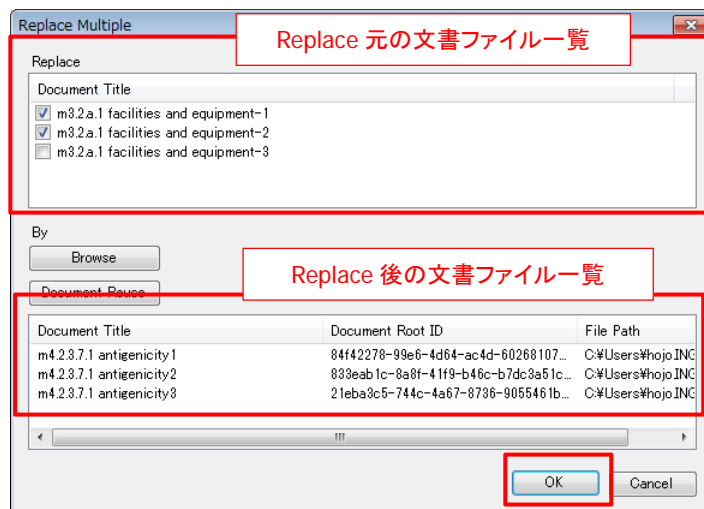 Replace Multiple
Replace 元の文書ファイル一覧
Replace
Document Title
m3.2.a.1 facilities and equipment-1
m3.2.a.1 facilities and equipment-2
m3.2.a.1 facilities and equipment-3
By
Browse
Replace 後の文書ファイル一覧
Document Reuse
Document Title Document Root ID File Path
m4.2.3.7.1 antigenicity1 84f42278-99e6-4d64-ac4d-60268107... C:¥Users¥hojo.ING
m4.2.3.7.1 antigenicity2 833eab1c-8a8f-41f9-b46c-b7dc3a51c... C:¥Users¥hojo.ING
m4.2.3.7.1 antigenicity3 21eba3c5-744c-4a67-8736-9055461b... C:¥Users¥hojo.ING
OK Cancel